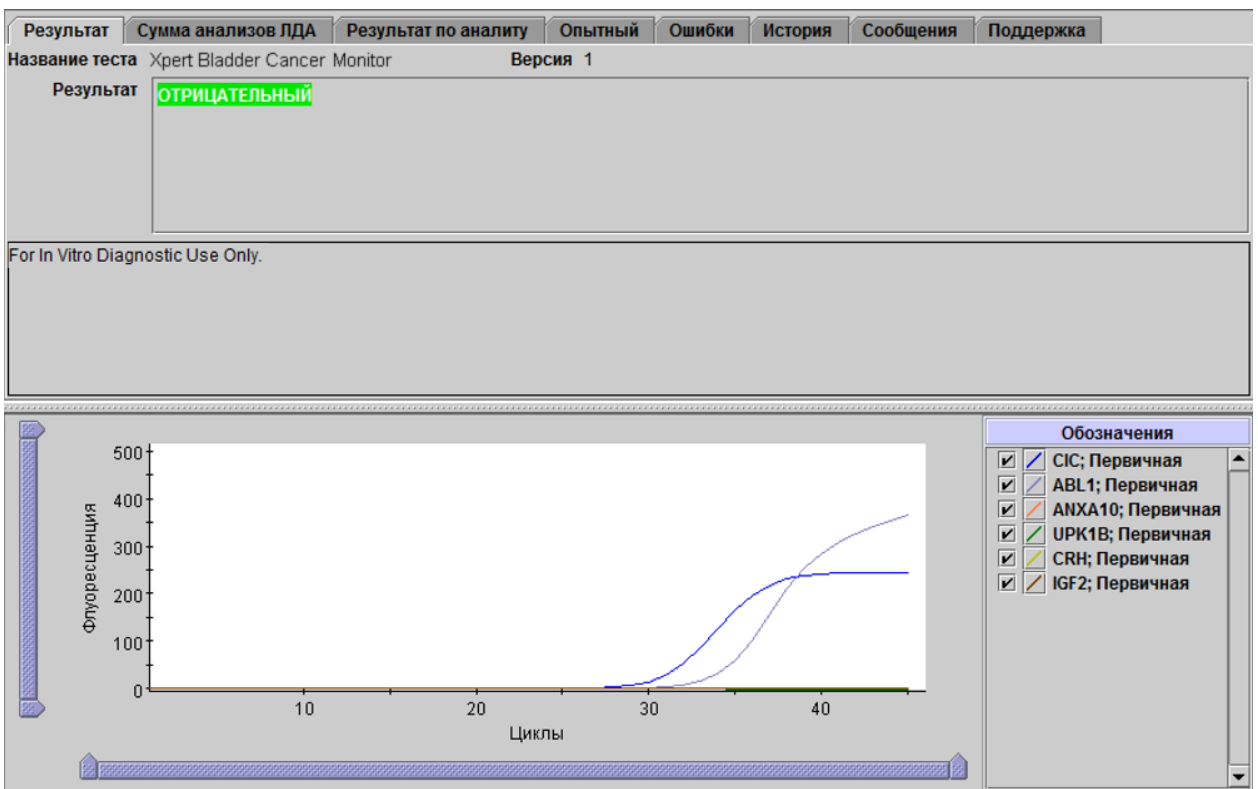 Результат Сумма анализов ЛДА Результат по аналиту Опытный Ошибки История Сообщения Поддержка
Название теста Xpert Bladder Cancer Monitor Версия 1
Результат ОТРИЦАТЕЛЬНЫЙ
For In Vitro Diagnostic Use Only.
500
400
300
200
100
0
Флуоресценция
10 20 30 40
Циклы
Обозначения
CIC; Первичная
ABL1; Первичная
ANXA10; Первичная
UPK1B; Первичная
CRH; Первичная
IGF2; Первичная